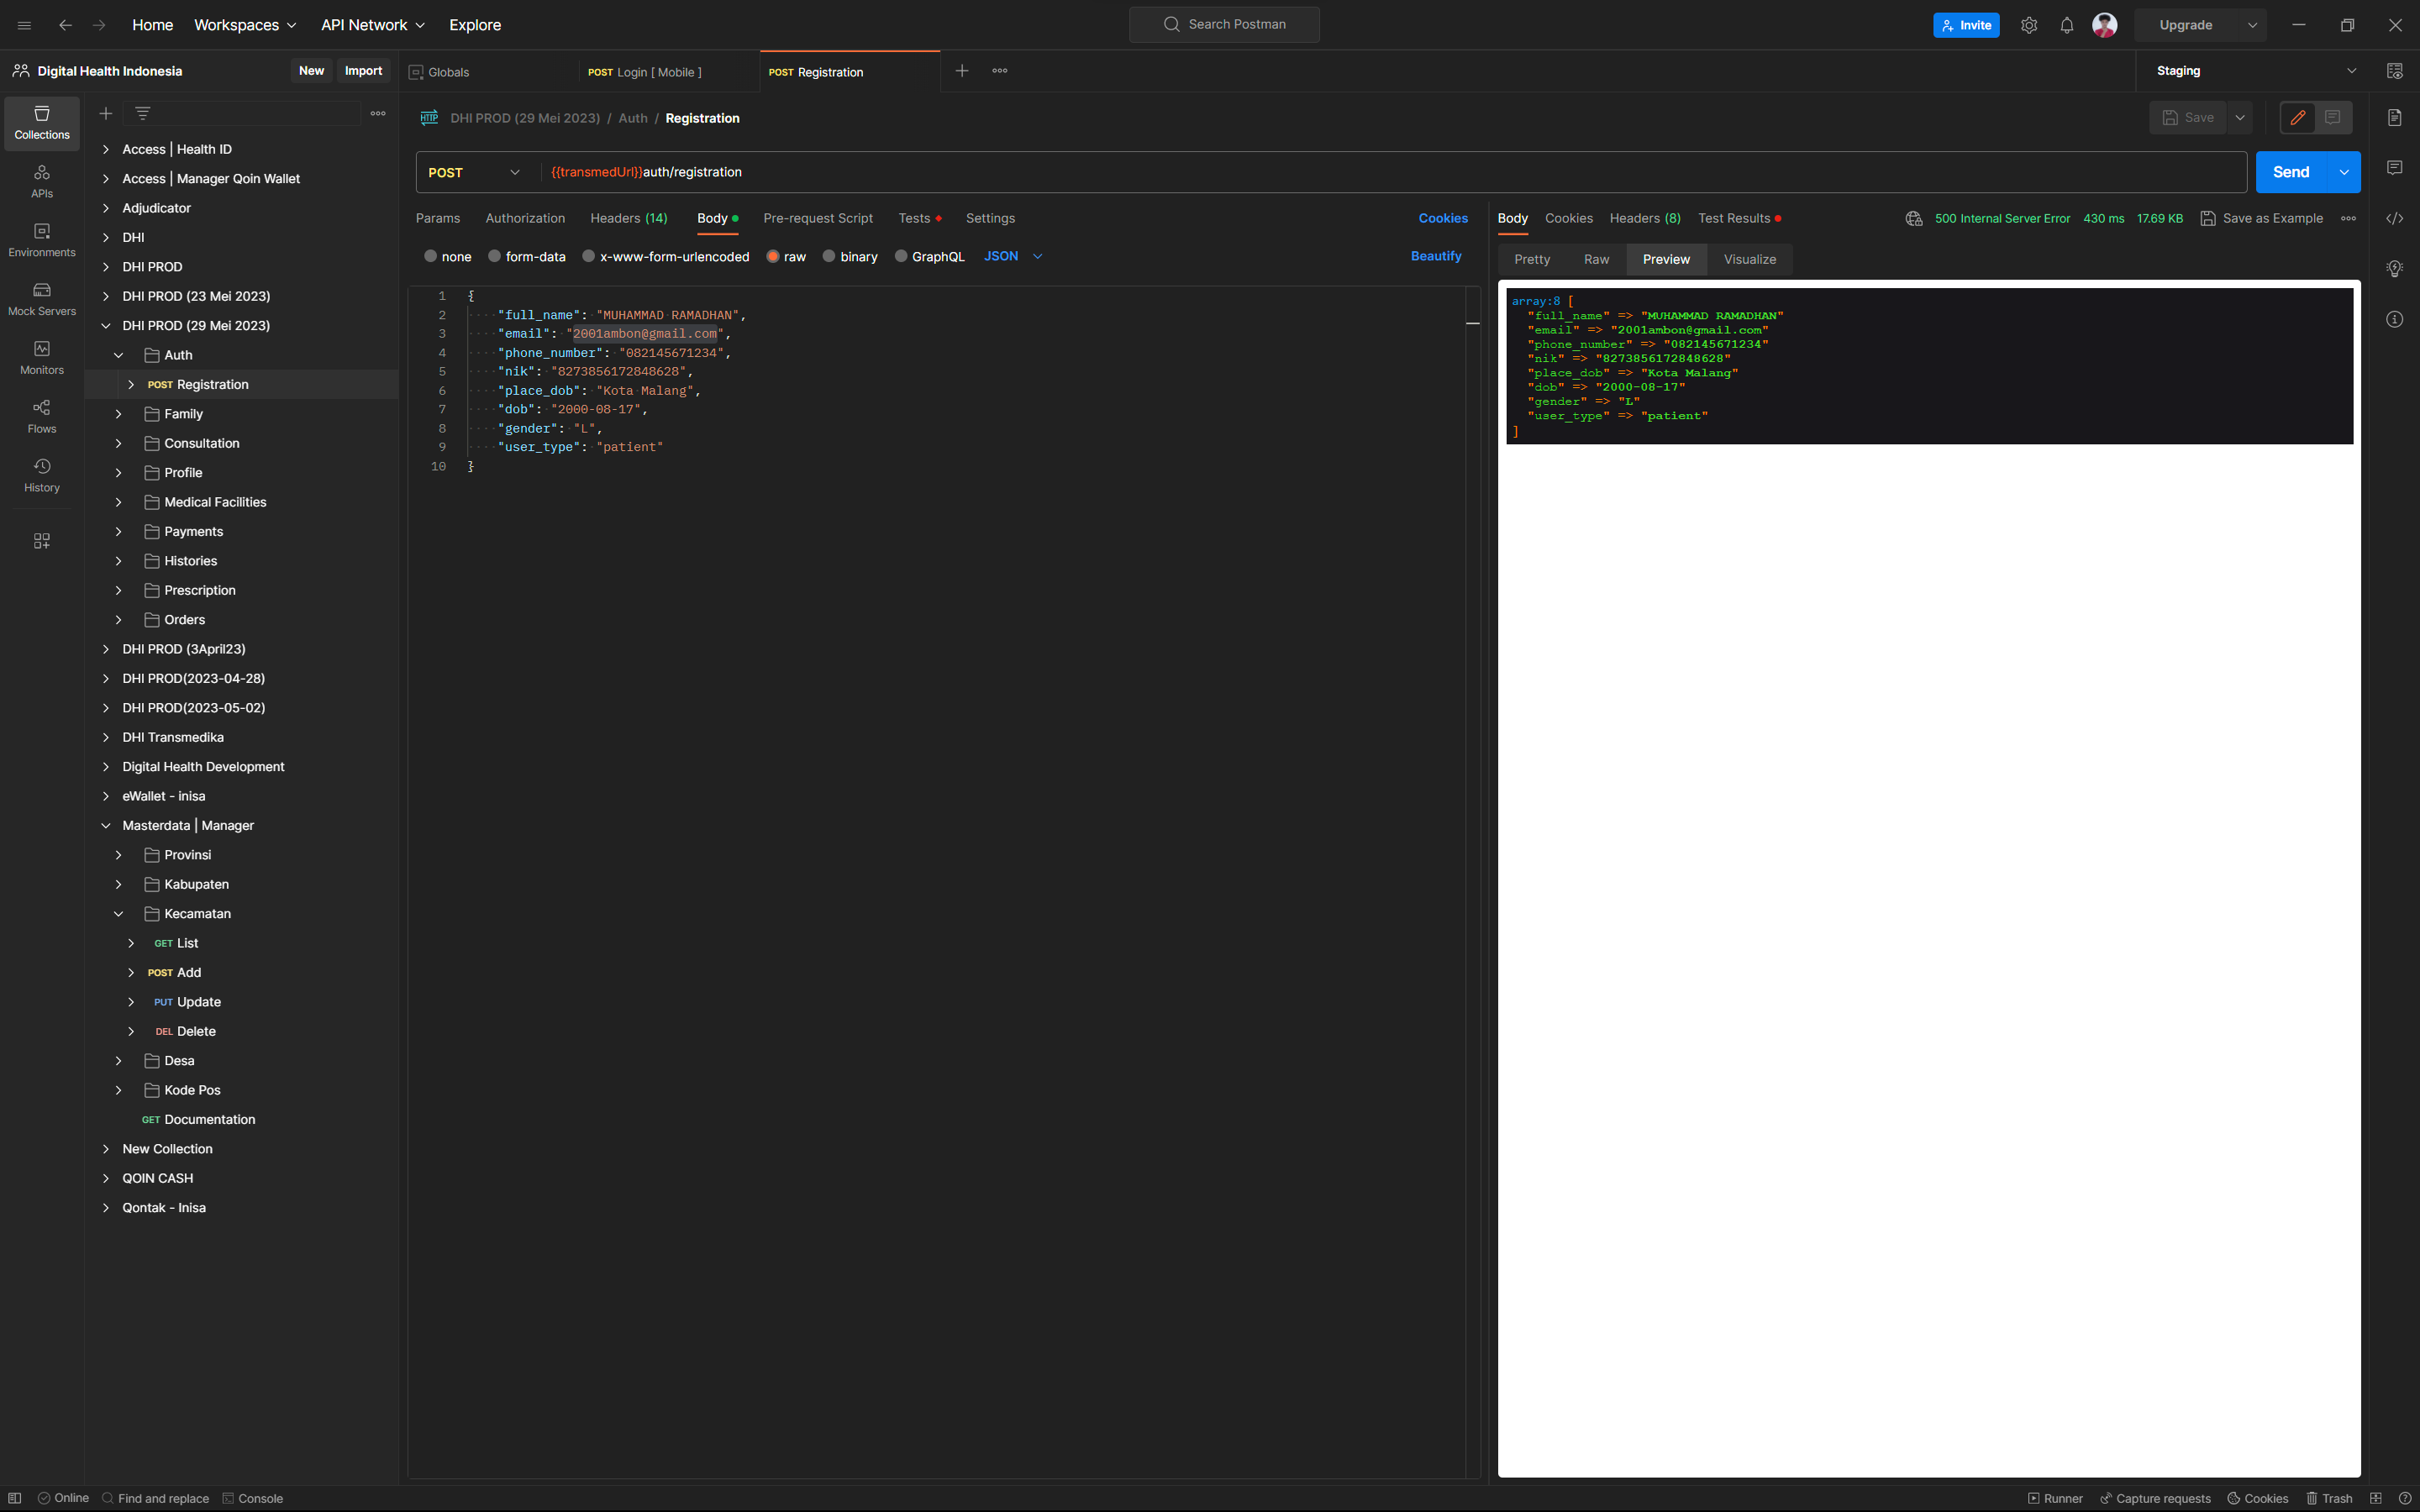 Home Workspaces API Network Explore Search Postman Invite Upgrade
Digital Health Indonesia New Import Globals POST Login [ Mobile ] POST Registration Staging
Collections
APIs
Environments
Mock Servers
Monitors
Flows
History
Access | Health ID
Access | Manager Qoin Wallet
Adjudicator
DHI
DHI PROD
DHI PROD (23 Mei 2023)
DHI PROD (29 Mei 2023)
Auth
POST Registration
Family
Consultation
Profile
Medical Facilities
Payments
Histories
Prescription
Orders
DHI PROD (3April23)
DHI PROD(2023-04-28)
DHI PROD(2023-05-02)
DHI Transmedika
Digital Health Development
eWallet - inisa
Masterdata | Manager
Provinsi
Kabupaten
Kecamatan
GET List
POST Add
PUT Update
DEL Delete
Desa
Kode Pos
GET Documentation
New Collection
QOIN CASH
Qontak - Inisa
HTTP DHI PROD (29 Mei 2023) / Auth / Registration Save
POST {{transmedUrl}}auth/registration Send
Params Authorization Headers (14) Body Pre-request Script Tests Settings Cookies
none form-data x-www-form-urlencoded raw binary GraphQL JSON Beautify
1 {
2 "full_name": "MUHAMMAD RAMADHAN",
3 "email": "2001ambon@gmail.com",
4 "phone_number": "082145671234",
5 "nik": "8273856172848628",
6 "place_dob": "Kota Malang",
7 "dob": "2000-08-17",
8 "gender": "L",
9 "user_type": "patient"
10 }
Body Cookies Headers (8) Test Results 500 Internal Server Error 430 ms 17.69 KB Save as Example
Pretty Raw Preview Visualize
array:8 [
"full_name" => "MUHAMMAD RAMADHAN"
"email" => "2001ambon@gmail.com"
"phone_number" => "082145671234"
"nik" => "8273856172848628"
"place_dob" => "Kota Malang"
"dob" => "2000-08-17"
"gender" => "L"
"user_type" => "patient"
]
Online Find and replace Console Runner Capture requests Cookies Trash